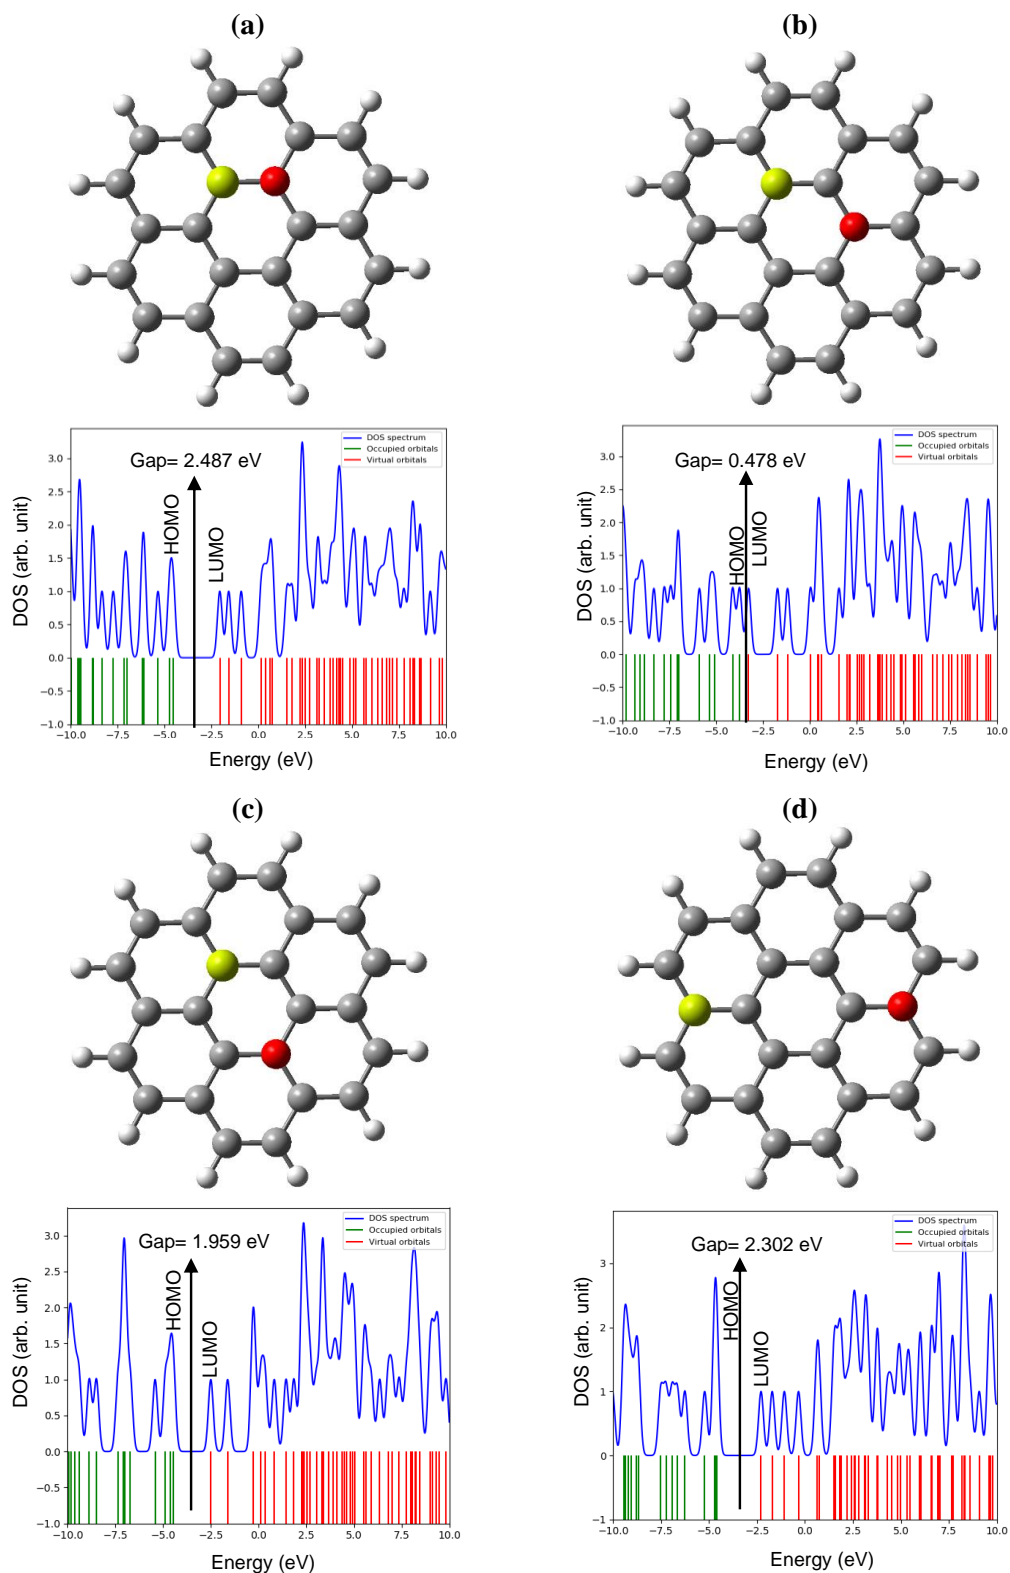 (a)
(b)
DOS spectrum
Occupied orbitals
Virtual orbitals
Gap= 2.487 eV
HOMO
LUMO
DOS (arb. unit)
3.0
2.5
2.0
1.5
1.0
0.5
0.0
−0.5
−1.0
−10.0 −7.5 −5.0 −2.5 0.0 2.5 5.0 7.5 10.0
Energy (eV)
DOS spectrum
Occupied orbitals
Virtual orbitals
Gap= 0.478 eV
HOMO
LUMO
DOS (arb. unit)
3.0
2.5
2.0
1.5
1.0
0.5
0.0
−0.5
−1.0
−10.0 −7.5 −5.0 −2.5 0.0 2.5 5.0 7.5 10.0
Energy (eV)
(c)
(d)
DOS spectrum
Occupied orbitals
Virtual orbitals
Gap= 1.959 eV
HOMO
LUMO
DOS (arb. unit)
3.0
2.5
2.0
1.5
1.0
0.5
0.0
−0.5
−1.0
−10.0 −7.5 −5.0 −2.5 0.0 2.5 5.0 7.5 10.0
Energy (eV)
DOS spectrum
Occupied orbitals
Virtual orbitals
Gap= 2.302 eV
HOMO
LUMO
DOS (arb. unit)
3
2
1
0
−1
−10.0 −7.5 −5.0 −2.5 0.0 2.5 5.0 7.5 10.0
Energy (eV)